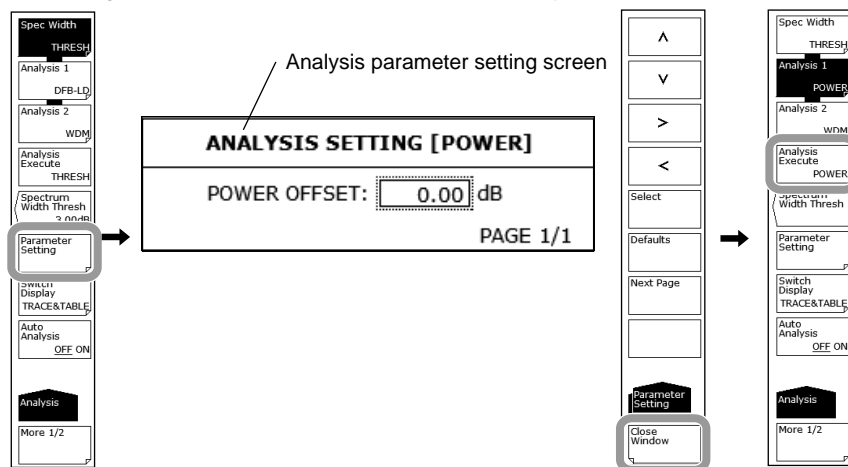 Spec Width
THRESH
Analysis 1
DFB-LD
Analysis 2
WDM
Analysis
Execute
THRESH
Spectrum
Width Thresh
3.00dB
Parameter
Setting
Switch
Display
TRACE&TABLE
Auto
Analysis
OFF ON
Analysis
More 1/2
Analysis parameter setting screen
ANALYSIS SETTING [POWER]
POWER OFFSET: 0.00 dB
PAGE 1/1
Select
Defaults
Next Page
Parameter
Setting
Close
Window
Spec Width
THRESH
Analysis 1
POWER
Analysis 2
WDM
Analysis
Execute
POWER
Spectrum
Width Thresh
Parameter
Setting
Switch
Display
TRACE&TABLE
Auto
Analysis
OFF ON
Analysis
More 1/2